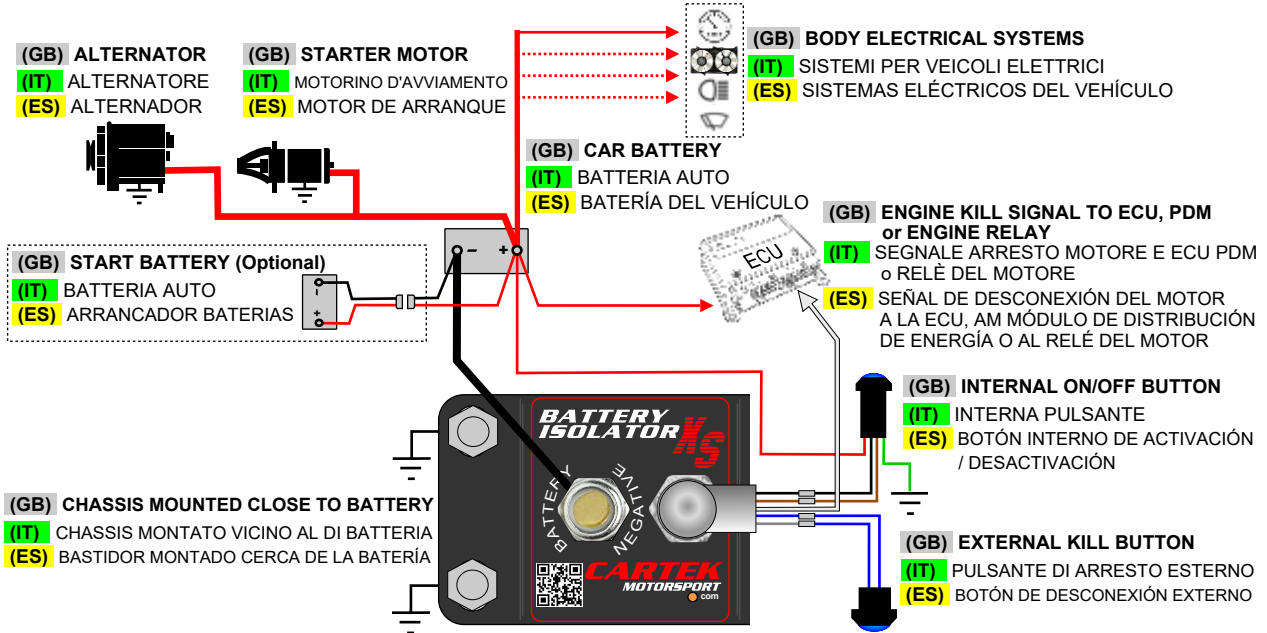 (GB) ALTERNATOR
(IT) ALTERNATORE
(ES) ALTERNADOR
(GB) STARTER MOTOR
(IT) MOTORINO D'AVVIAMENTO
(ES) MOTOR DE ARRANQUE
(GB) BODY ELECTRICAL SYSTEMS
(IT) SISTEMI PER VEICOLI ELETTRICI
(ES) SISTEMAS ELÉCTRICOS DEL VEHÍCULO
(GB) CAR BATTERY
(IT) BATTERIA AUTO
(ES) BATERÍA DEL VEHÍCULO
- +
(GB) START BATTERY (Optional)
(IT) BATTERIA AUTO
(ES) ARRANCADOR BATERIAS
-
+
ECU
(GB) ENGINE KILL SIGNAL TO ECU, PDM
or ENGINE RELAY
(IT) SEGNALE ARRESTO MOTORE E ECU PDM
o RELÈ DEL MOTORE
(ES) SEÑAL DE DESCONEXIÓN DEL MOTOR
A LA ECU, AM MÓDULO DE DISTRIBUCIÓN
DE ENERGÍA O AL RELÉ DEL MOTOR
(GB) INTERNAL ON/OFF BUTTON
(IT) INTERNA PULSANTE
(ES) BOTÓN INTERNO DE ACTIVACIÓN
/ DESACTIVACIÓN
BATTERY
ISOLATOR XS
BATTERY NEGATIVE
CARTEK
MOTORSPORT
com
(GB) CHASSIS MOUNTED CLOSE TO BATTERY
(IT) CHASSIS MONTATO VICINO AL DI BATTERIA
(ES) BASTIDOR MONTADO CERCA DE LA BATERÍA
(GB) EXTERNAL KILL BUTTON
(IT) PULSANTE DI ARRESTO ESTERNO
(ES) BOTÓN DE DESCONEXIÓN EXTERNO